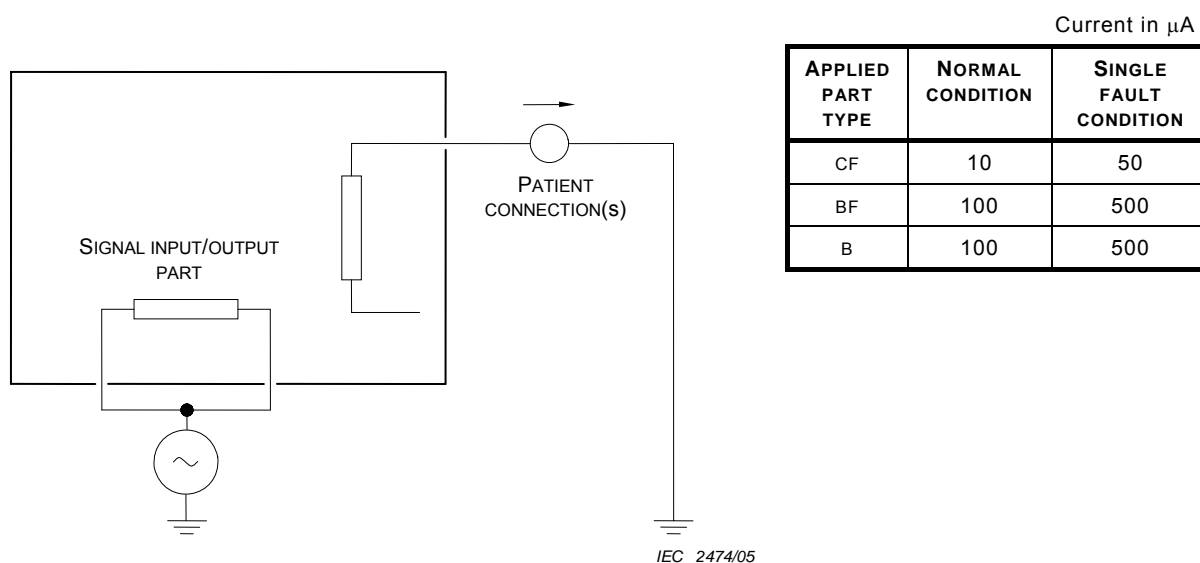 Current in μA
APPLIED PART TYPE
NORMAL CONDITION
SINGLE FAULT CONDITION
CF 10 50
BF 100 500
B 100 500
PATIENT
CONNECTION(S)
SIGNAL INPUT/OUTPUT
PART
IEC 2474/05